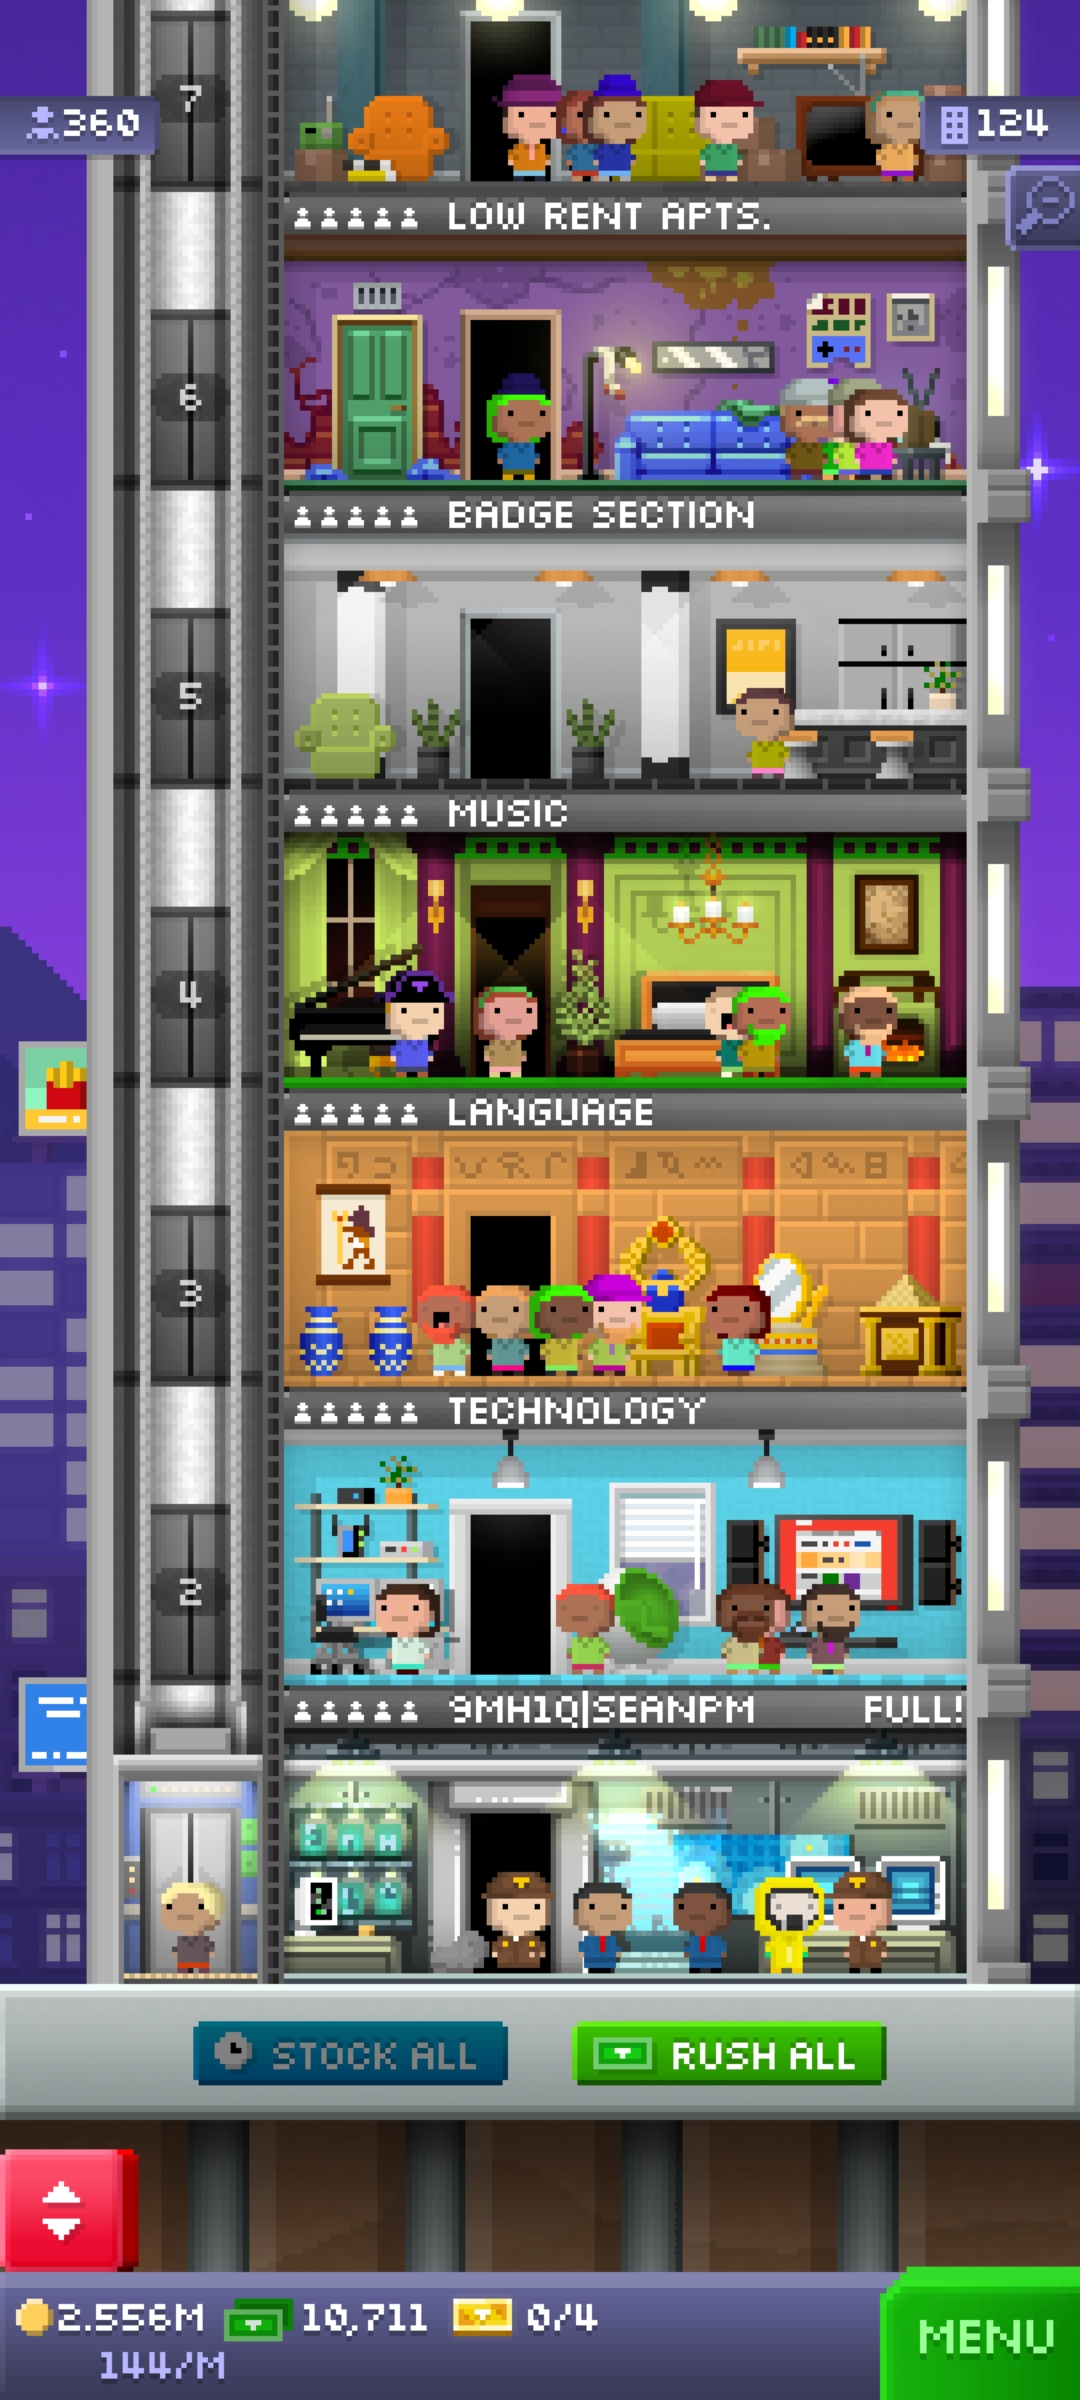 7
360
124
LOW RENT APTS.
6
BADGE SECTION
5
MUSIC
4
LANGUAGE
3
TECHNOLOGY
2
9MH1Q|SEANPM FULL!
STOCK ALL
RUSH ALL
2.556M 10,711 0/4
144/M
MENU